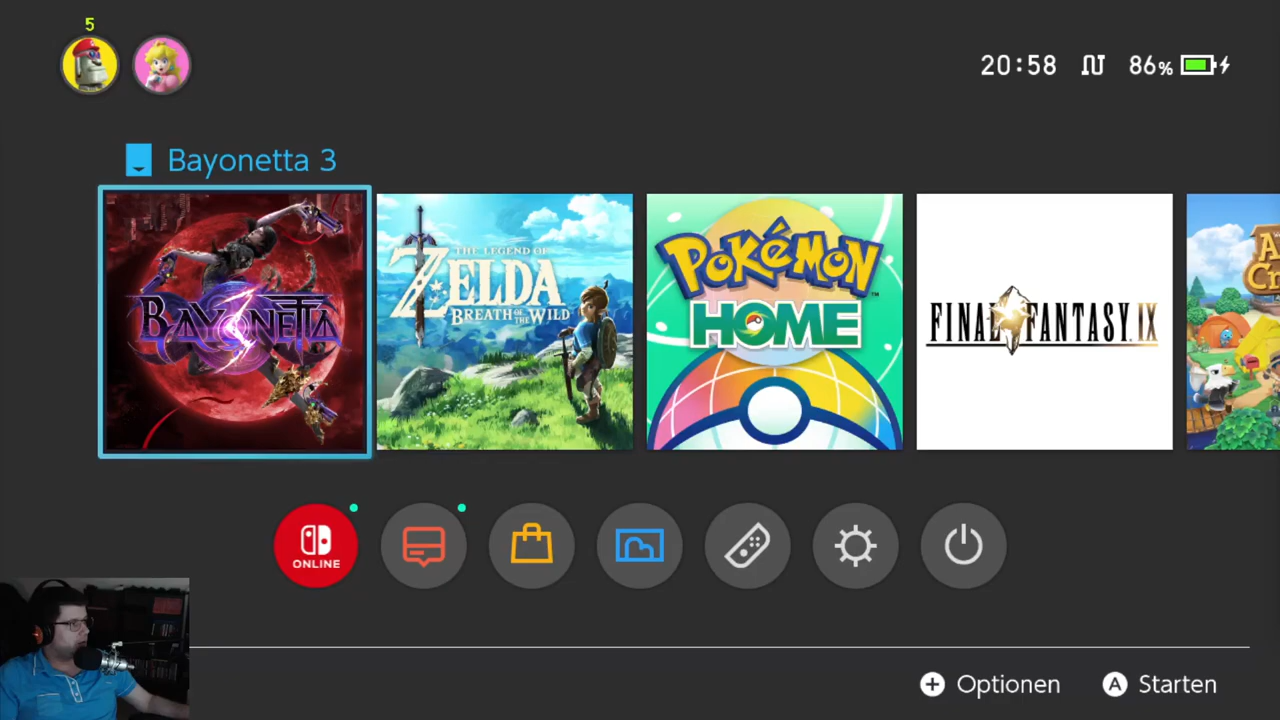 5
20:58 86%
Bayonetta 3
BAYONETTA
THE LEGEND OF
ZELDA
BREATH OF THE WILD
POKéMON
HOME
FINAL FANTASY IX
ONLINE
Optionen
A Starten